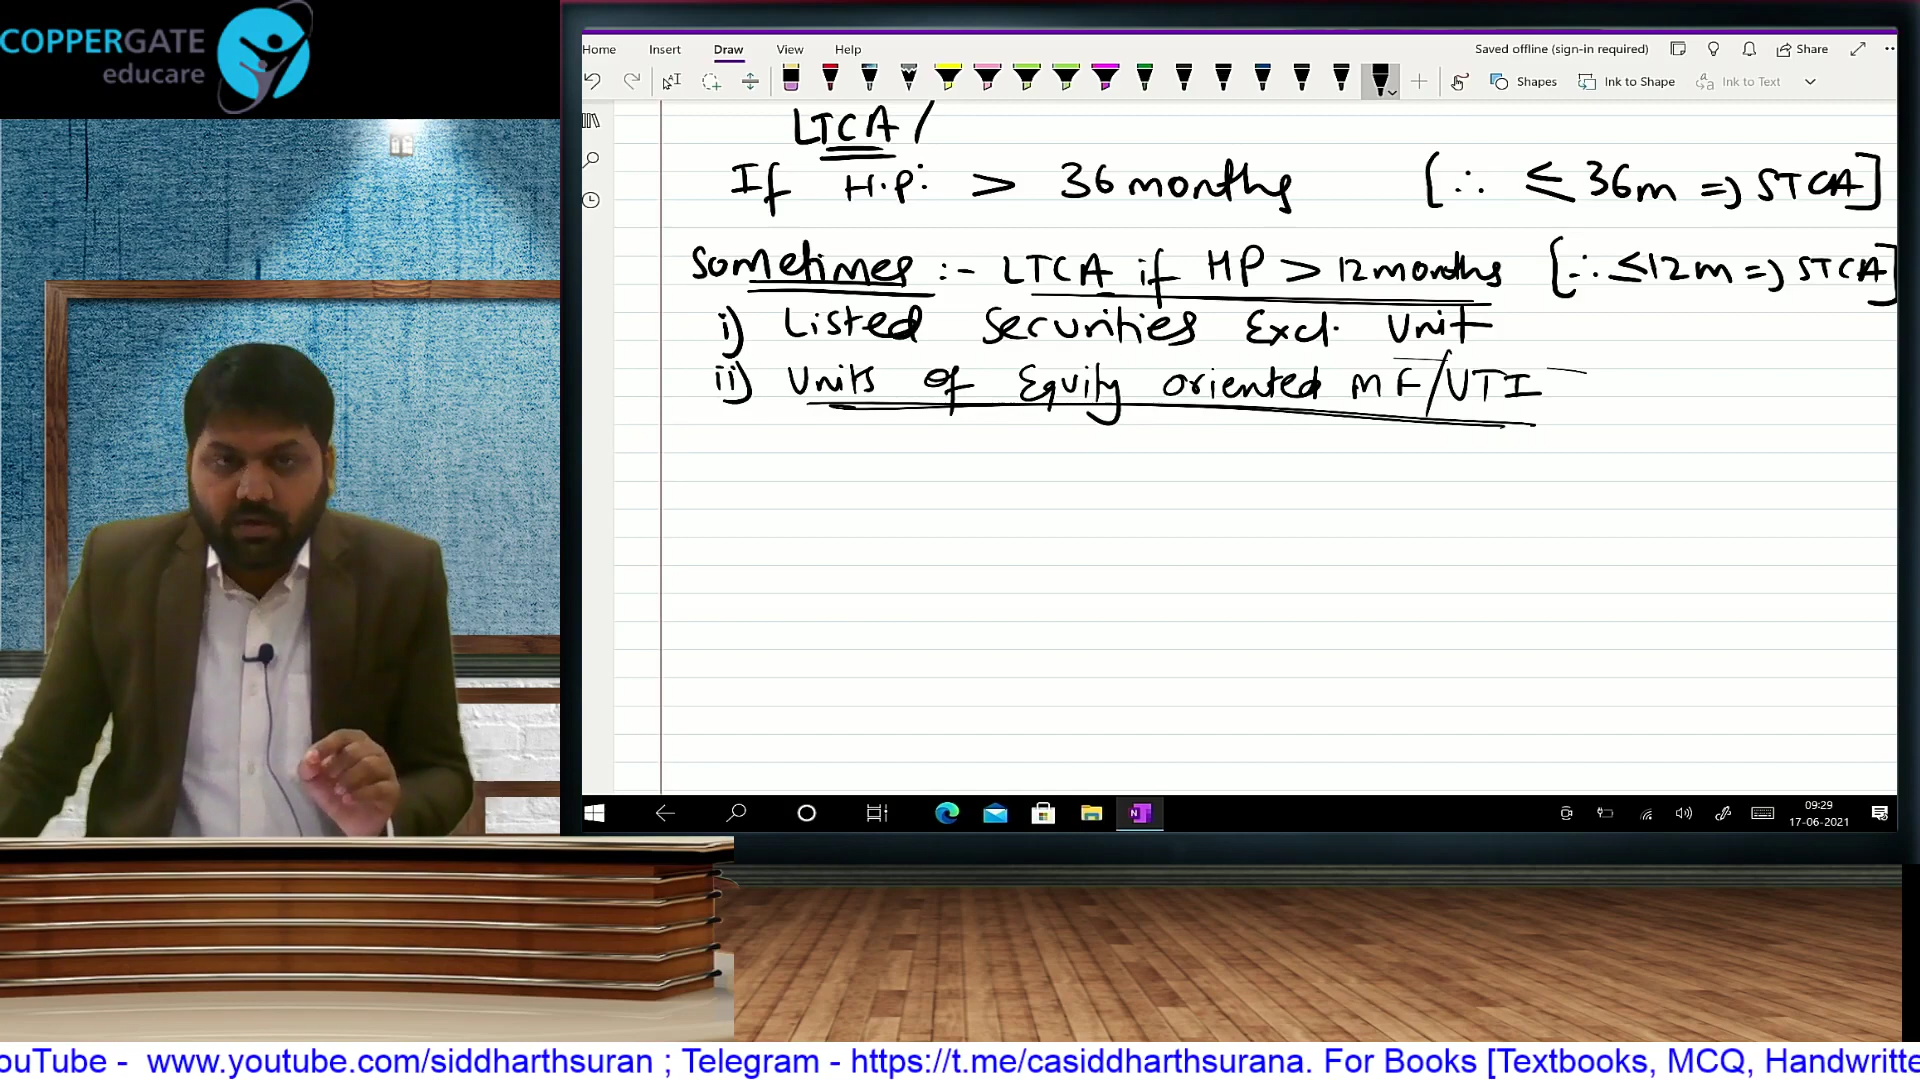 COPPERGATE
educare
Home Insert Draw View Help
Saved offline (sign-in required) Share
Shapes Ink to Shape Ink to Text
LTCA /
If H.P. > 36 months [∴ ≤ 36m => STCA]
Sometimes :- LTCA if HP > 12 months [∴ ≤ 12m => STCA]
i) Listed Securities Excl. Unit
ii) Units of Equity oriented MF/UTI
09:29
17-06-2021
ouTube - www.youtube.com/siddharthsuran ; Telegram - https://t.me/casiddharthsurana. For Books [Textbooks, MCQ, Handwritte